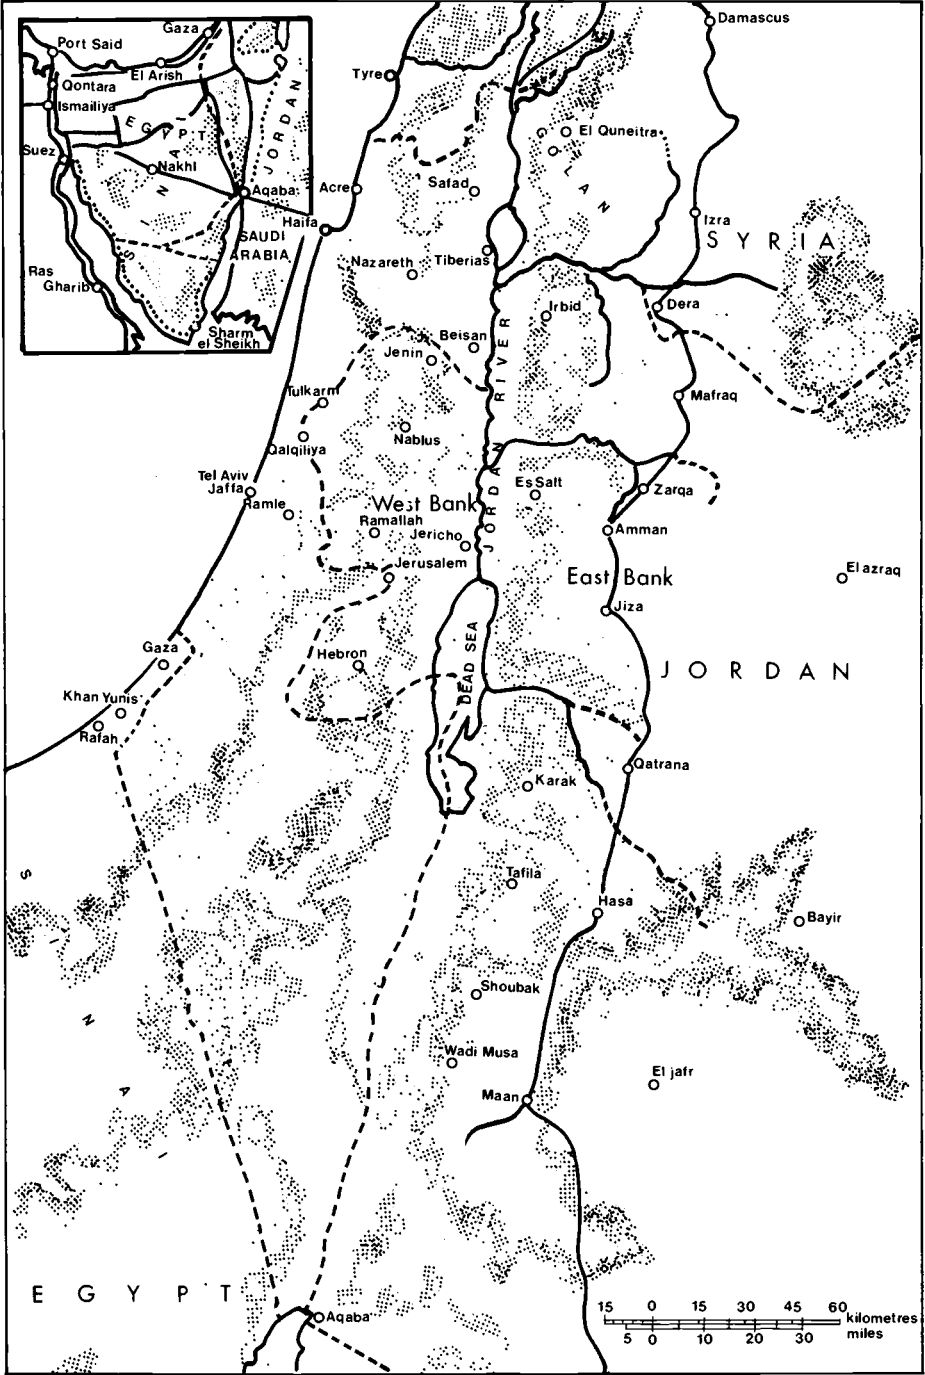 Gaza
Port Said
El Arish
Qontara
Ismailiya
EGYPT
JORDAN
Suez
Nakhl
SINAI
Aqaba
SAUDI
ARABIA
Ras
Gharib
Sharm
el Sheikh
Damascus
Tyre
El Quneitra
GOLAN
Safad
Acre
Haifa
Izra
SYRIA
Tiberias
Nazareth
Irbid
Dera
Beisan
Jenin
JORDAN RIVER
Tulkarm
Mafraq
Nablus
Qalqiliya
Tel Aviv
Jaffa
Ramle
Es Salt
Zarqa
West Bank
Ramallah
Jericho
Amman
Jerusalem
East Bank
El azraq
Jiza
Gaza
Hebron
DEAD SEA
JORDAN
Khan Yunis
Rafah
Qatrana
Karak
Tafila
Hasa
Bayir
SINAI
Shoubak
Wadi Musa
El jafr
Maan
EGYPT
Aqaba
15 0 15 30 45 60
kilometres
miles
5 0 10 20 30